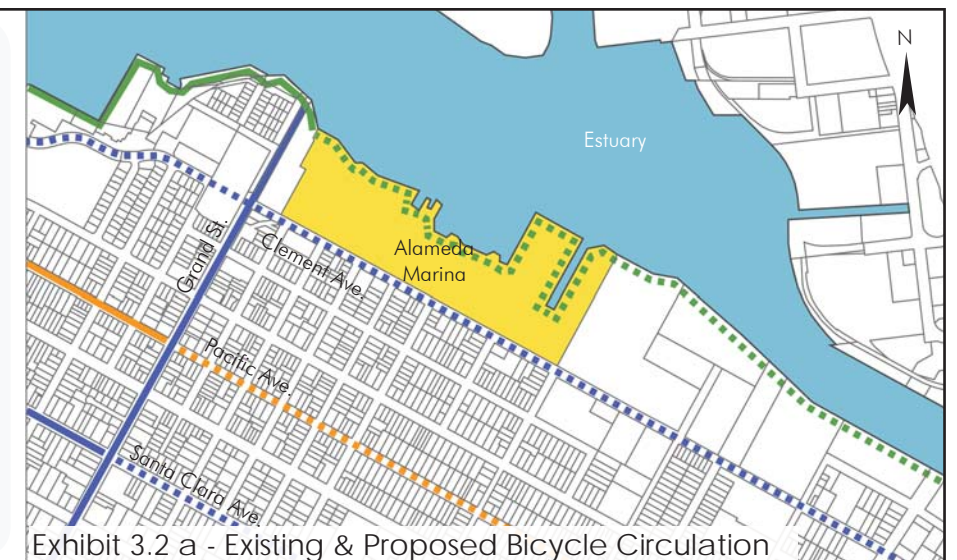 N
Estuary
Grand St.
Clement Ave.
Alameda
Marina
Pacific Ave.
Santa Clara Ave.
Exhibit 3.2 a - Existing & Proposed Bicycle Circulation